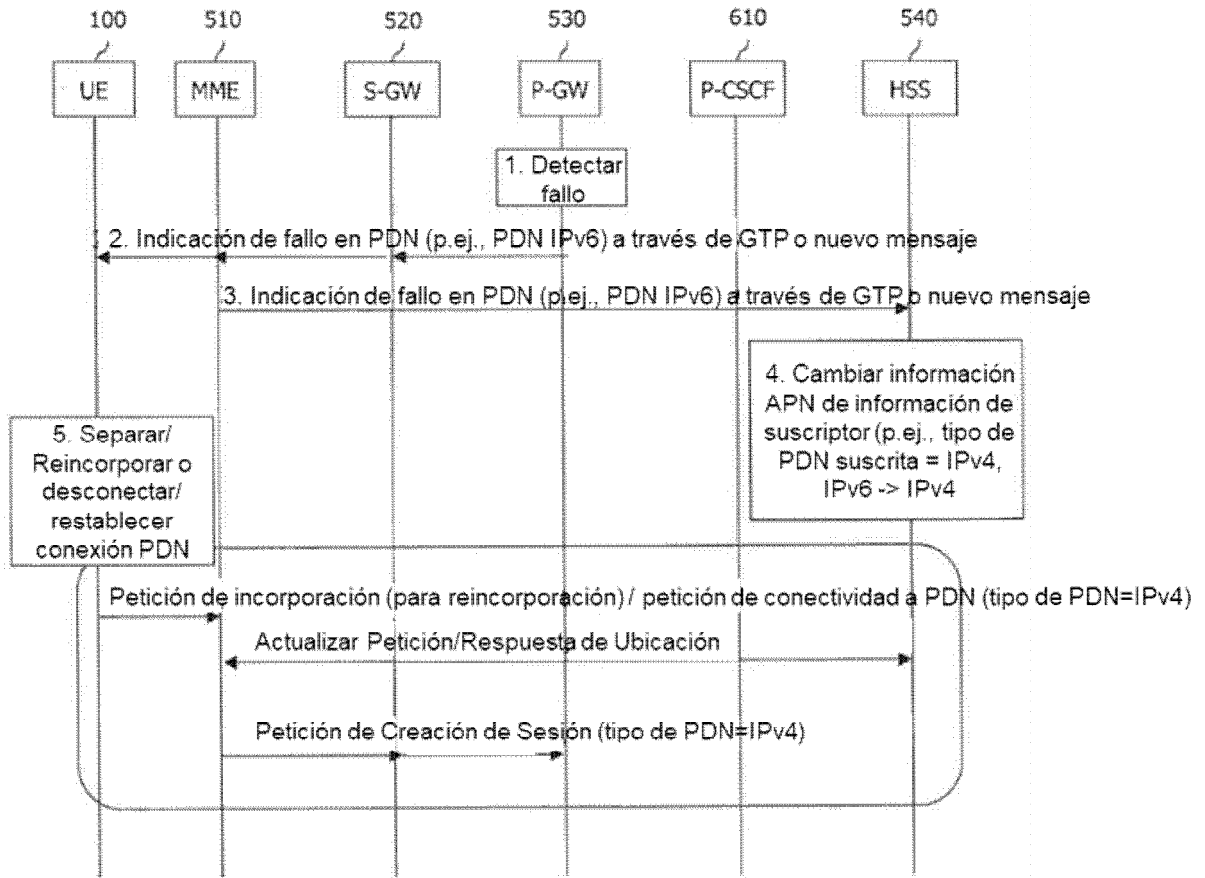 100 510 520 530 610 540
UE MME S-GW P-GW P-CSCF HSS
1. Detectar
fallo
2. Indicación de fallo en PDN (p.ej., PDN IPv6) a través de GTP o nuevo mensaje
3. Indicación de fallo en PDN (p.ej., PDN IPv6) a través de GTP o nuevo mensaje
4. Cambiar información
APN de información de
suscriptor (p.ej., tipo de
PDN suscrita = IPv4,
IPv6 -> IPv4
5. Separar/
Reincorporar o
desconectar/
restablecer
conexión PDN
Petición de incorporación (para reincorporación) / petición de conectividad a PDN (tipo de PDN=IPv4)
Actualizar Petición/Respuesta de Ubicación
Petición de Creación de Sesión (tipo de PDN=IPv4)